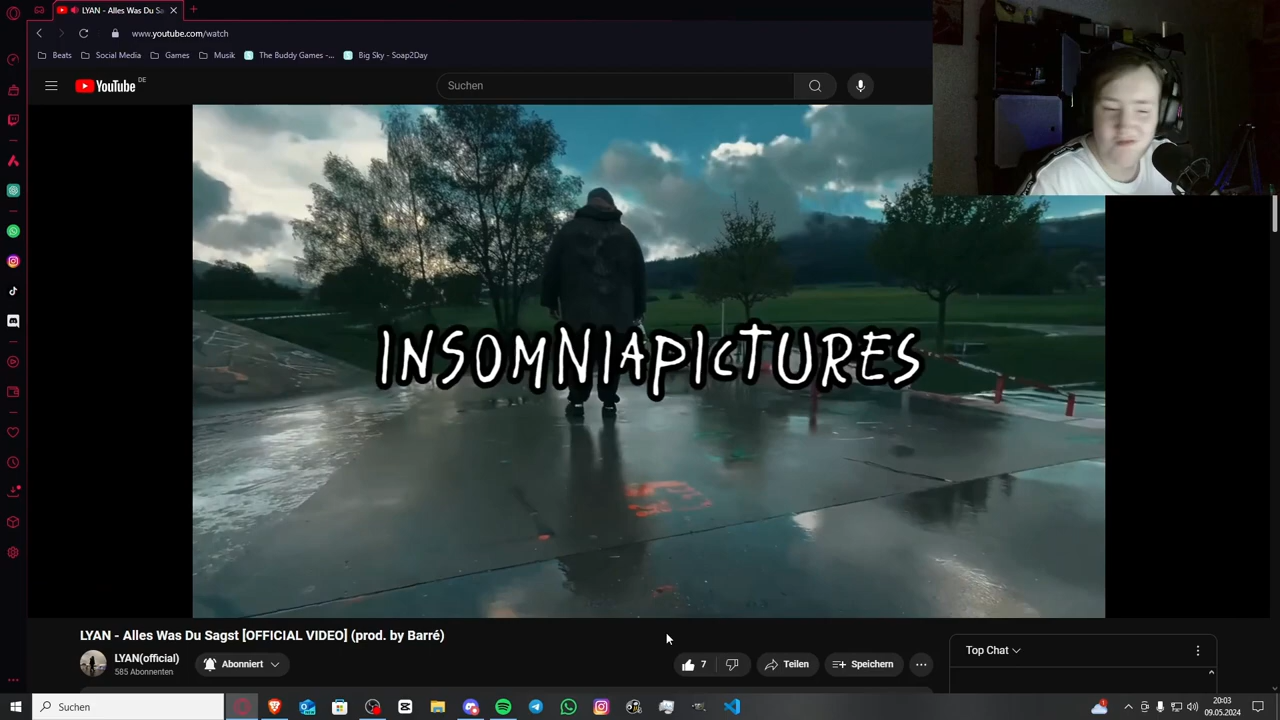 LYAN - Alles Was Du Sa
www.youtube.com/watch
Beats
Social Media
Games
Musik
The Buddy Games -...
Big Sky - Soap2Day
YouTube
DE
Suchen
INSOMNIAPICTURES
LYAN - Alles Was Du Sagst [OFFICIAL VIDEO] (prod. by Barré)
LYAN(official)
585 Abonnenten
Abonniert
7
Teilen
Speichern
Top Chat
Suchen
20:03
09.05.2024